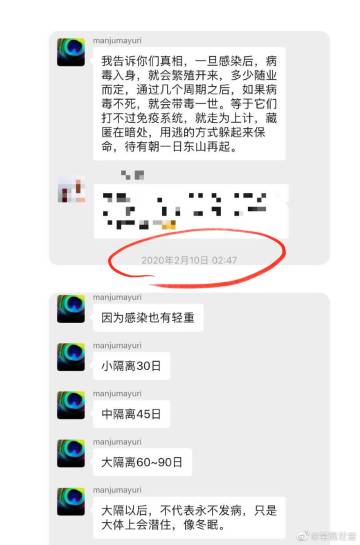 manjumayuri
我告诉你们真相，一旦感染后，病
毒入身，就会繁殖开来，多少随业
而定，通过几个周期之后，如果病
毒不死，就会带毒一世。等于它们
打不过免疫系统，就走为上计，藏
匿在暗处，用逃的方式躲起来保
命，待有朝一日东山再起。
2020年2月10日 02:47
manjumayuri
因为感染也有轻重
manjumayuri
小隔离30日
manjumayuri
中隔离45日
manjumayuri
大隔离60~90日
manjumayuri
大隔以后，不代表永不发病，只是
大体上会潜住，像冬眠。